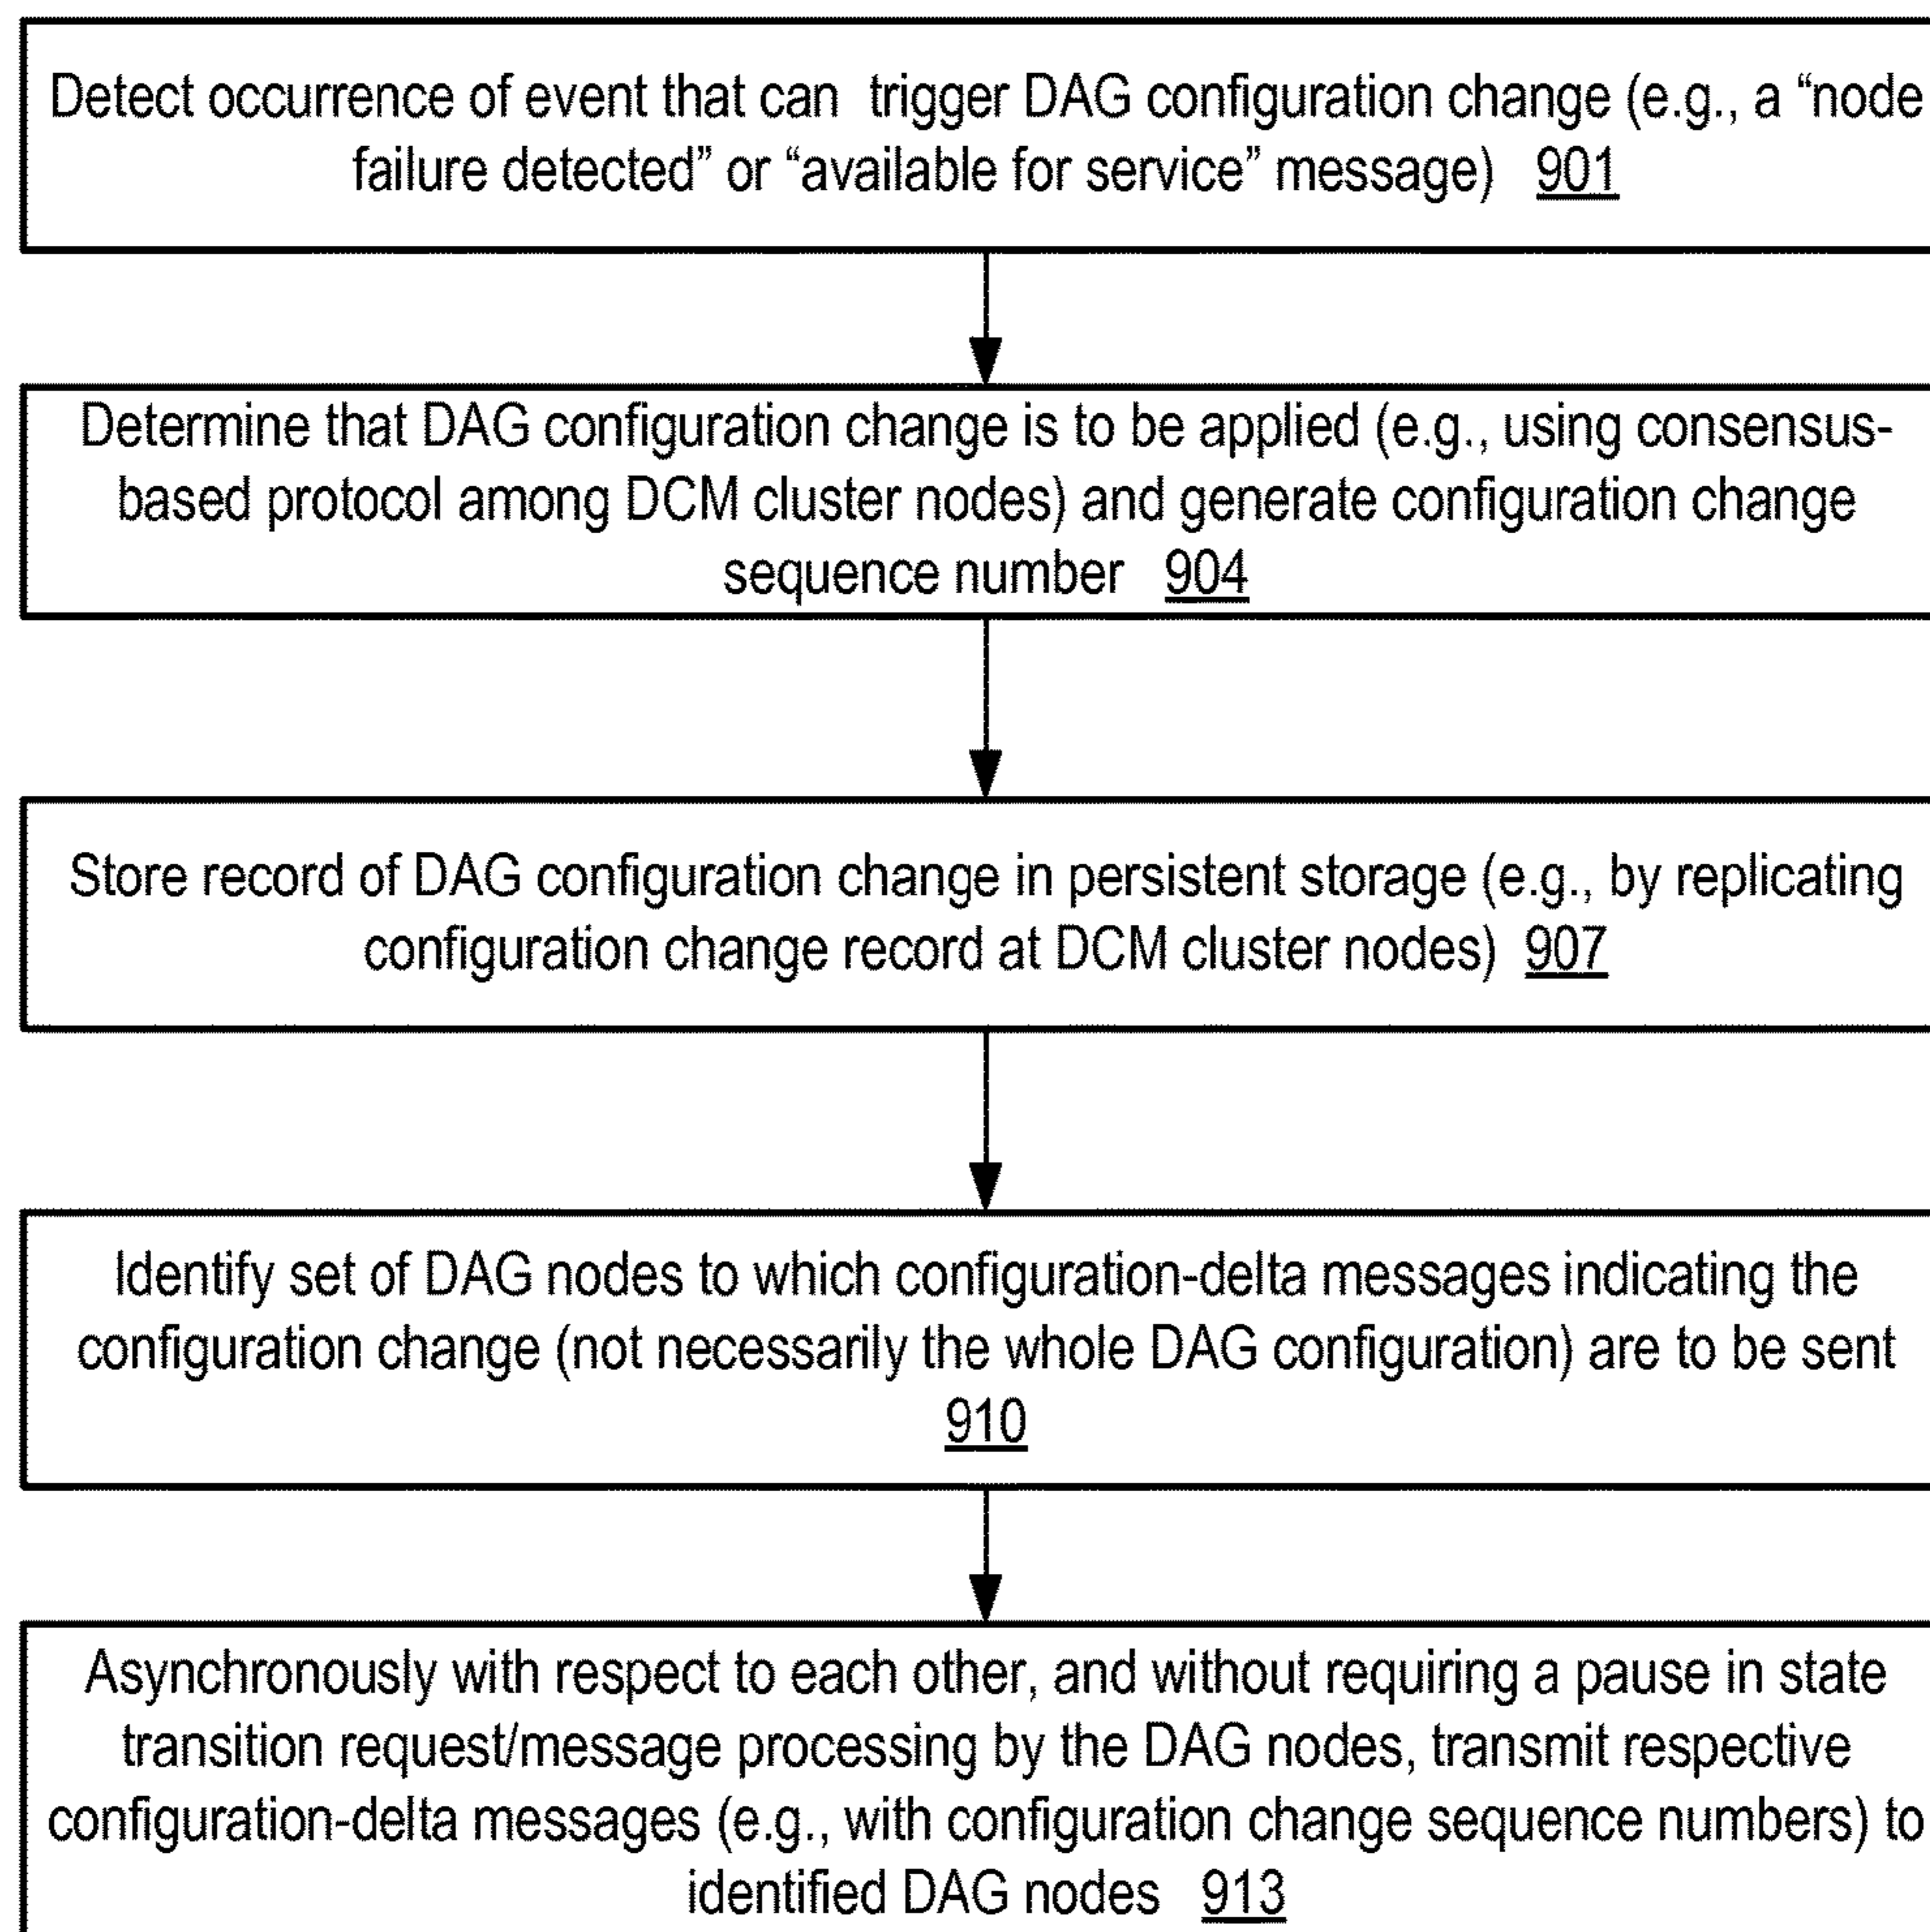 Detect occurrence of event that can trigger DAG configuration change (e.g., a “node
failure detected” or “available for service” message) 901
Determine that DAG configuration change is to be applied (e.g., using consensus-
based protocol among DCM cluster nodes) and generate configuration change
sequence number 904
Store record of DAG configuration change in persistent storage (e.g., by replicating
configuration change record at DCM cluster nodes) 907
Identify set of DAG nodes to which configuration-delta messages indicating the
configuration change (not necessarily the whole DAG configuration) are to be sent
910
Asynchronously with respect to each other, and without requiring a pause in state
transition request/message processing by the DAG nodes, transmit respective
configuration-delta messages (e.g., with configuration change sequence numbers) to
identified DAG nodes 913